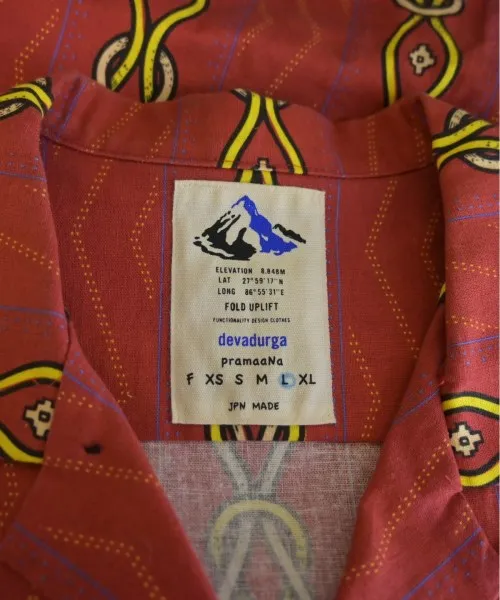 ELEVATION 8,848M
LAT 27°59'17"N
LONG 86°55'31"E
FOLD UPLIFT
FUNCTIONALITY DESIGN CLOTHES
devadurga
pramaaNa
F XS S M L XL
JPN MADE